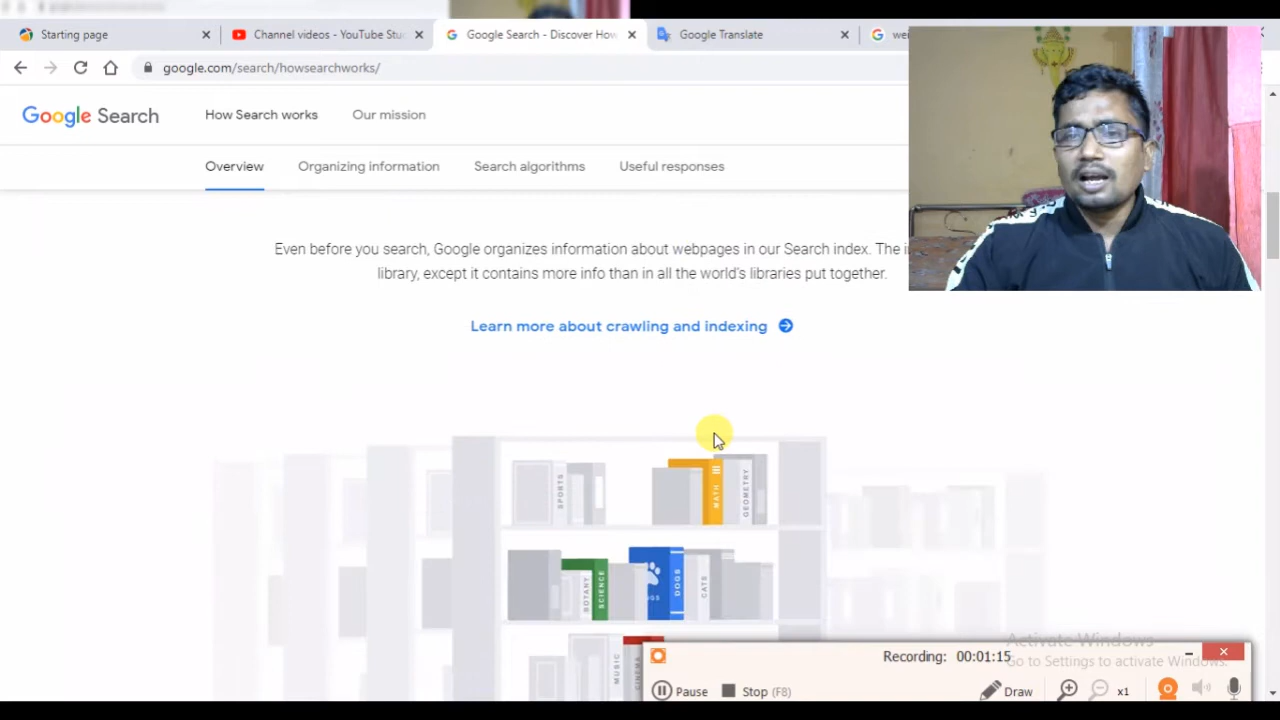 Starting page
Channel videos - YouTube Stu
Google Search - Discover How
Google Translate
google.com/search/howsearchworks/
Google Search
How Search works
Our mission
Overview
Organizing information
Search algorithms
Useful responses
Even before you search, Google organizes information about webpages in our Search index. The
library, except it contains more info than in all the world's libraries put together.
Learn more about crawling and indexing
SPORTS
MATH
GEOMETRY
BOTANY
SCIENCE
DOGS
CATS
MUSIC
Activate Windows
Go to Settings to activate Windows.
Recording: 00:01:15
Pause
Stop (F8)
Draw
x1